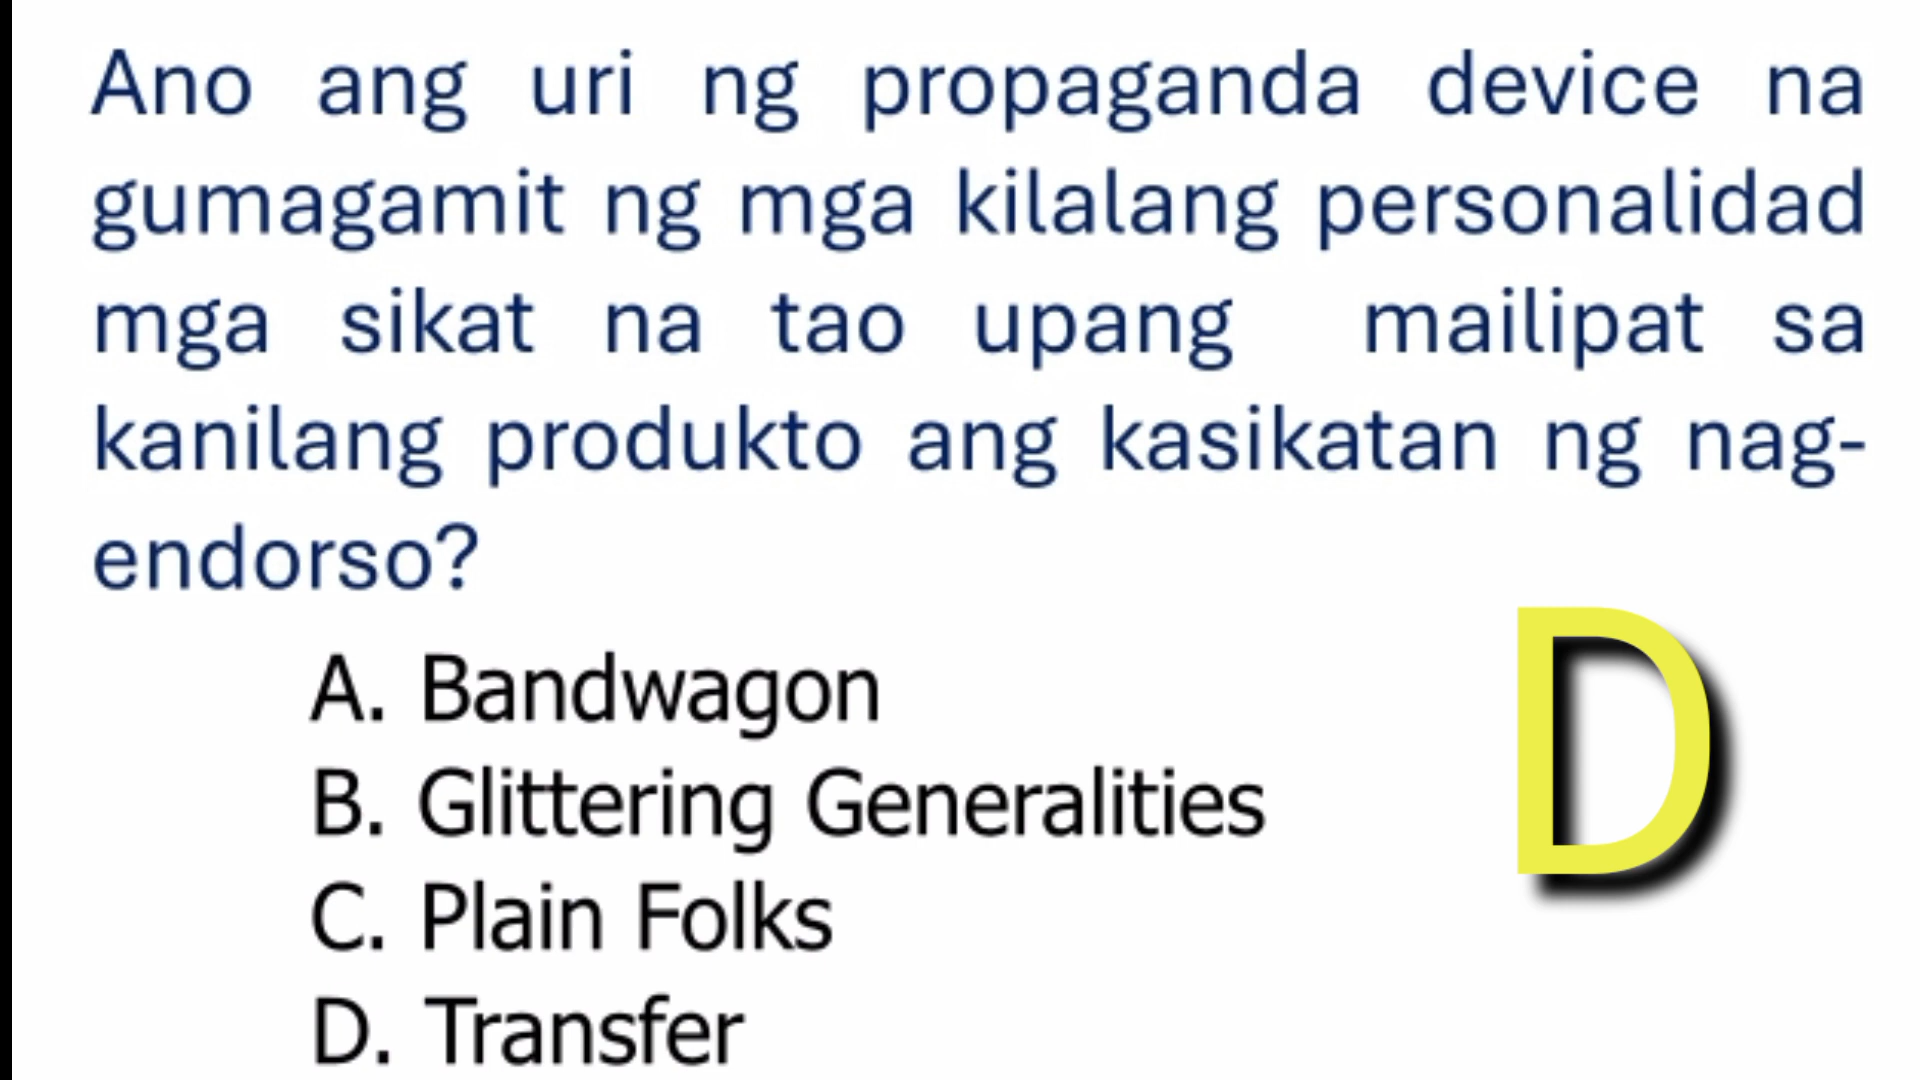 Ano ang uri ng propaganda device na
gumagamit ng mga kilalang personalidad
mga sikat na tao upang mailipat sa
kanilang produkto ang kasikatan ng nag-
endorso?
A. Bandwagon
B. Glittering Generalities
C. Plain Folks
D. Transfer
D